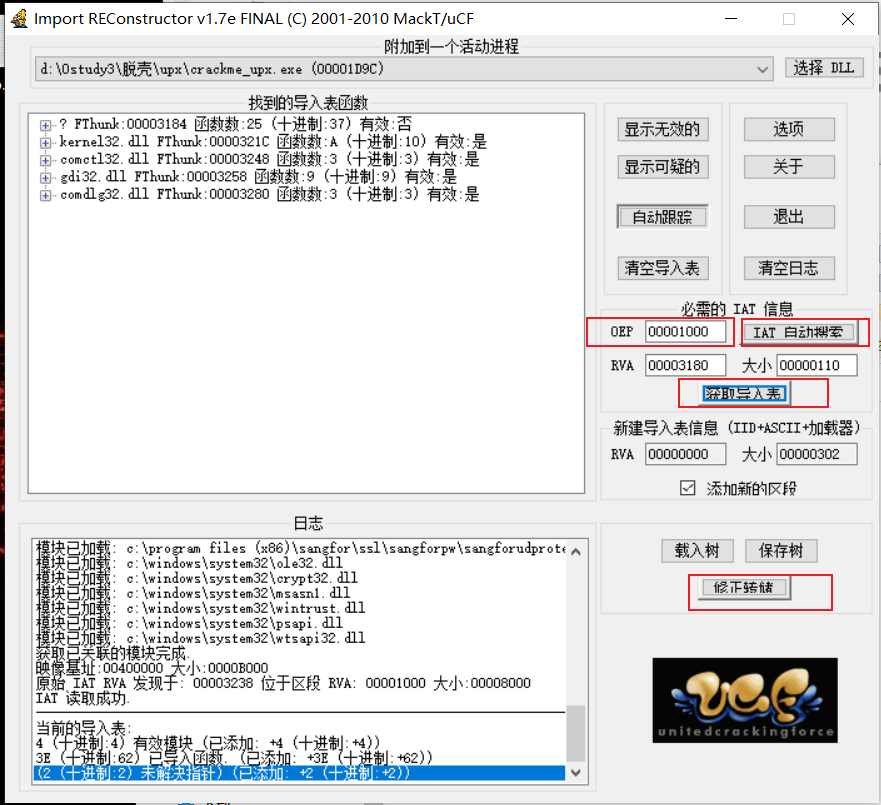 Import REConstructor v1.7e FINAL (C) 2001-2010 MackT/uCF
附加到一个活动进程
d:\0study3\脱壳\upx\crackme_upx.exe (00001D9C)
选择 DLL
找到的导入表函数
? FThunk:00003184 函数数:25 (十进制:37) 有效:否
kernel32.dll FThunk:0000321C 函数数:A (十进制:10) 有效:是
comctl32.dll FThunk:00003248 函数数:3 (十进制:3) 有效:是
gdi32.dll FThunk:00003258 函数数:9 (十进制:9) 有效:是
comdlg32.dll FThunk:00003280 函数数:3 (十进制:3) 有效:是
显示无效的
选项
显示可疑的
关于
自动跟踪
退出
清空导入表
清空日志
必需的 IAT 信息
OEP 00001000 IAT 自动搜索
RVA 00003180 大小 00000110
获取导入表
新建导入表信息 (IID+ASCII+加载器)
RVA 00000000 大小 00000302
添加新的区段
日志
模块已加载: c:\program files (x86)\sangfor\ssl\sangforpw\sangforudprote
模块已加载: c:\windows\system32\ole32.dll
模块已加载: c:\windows\system32\crypt32.dll
模块已加载: c:\windows\system32\msasn1.dll
模块已加载: c:\windows\system32\wintrust.dll
模块已加载: c:\windows\system32\psapi.dll
模块已加载: c:\windows\system32\wtsapi32.dll
获取已关联的模块完成.
映像基址:00400000 大小:0000B000
原始 IAT RVA 发现于: 00003238 位于区段 RVA: 00001000 大小:00008000
IAT 读取成功.
当前的导入表:
4 (十进制:4) 有效模块 (已添加: +4 (十进制:+4))
3E (十进制:62) 已导入函数. (已添加: +3E (十进制:+62))
(2 (十进制:2) 未解决指针) (已添加: +2 (十进制:+2))
载入树
保存树
修正转储
UCF
unitedcrackingforce